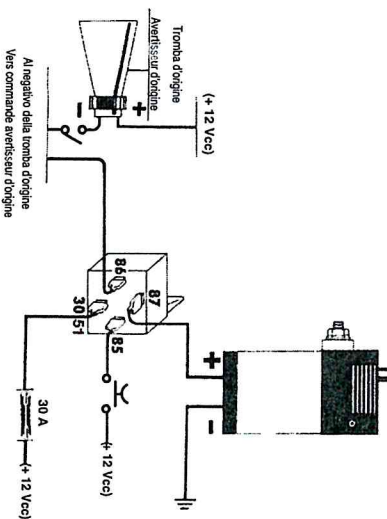 Tromba d'origine
Avertisseur d'origine
(+ 12 Vcc)
+
-
Al negativo della tromba d'origine
Vers commande avertisseur d'origine
86
87
30/51
85
+
-
(+ 12 Vcc)
30 A
(+ 12 Vcc)